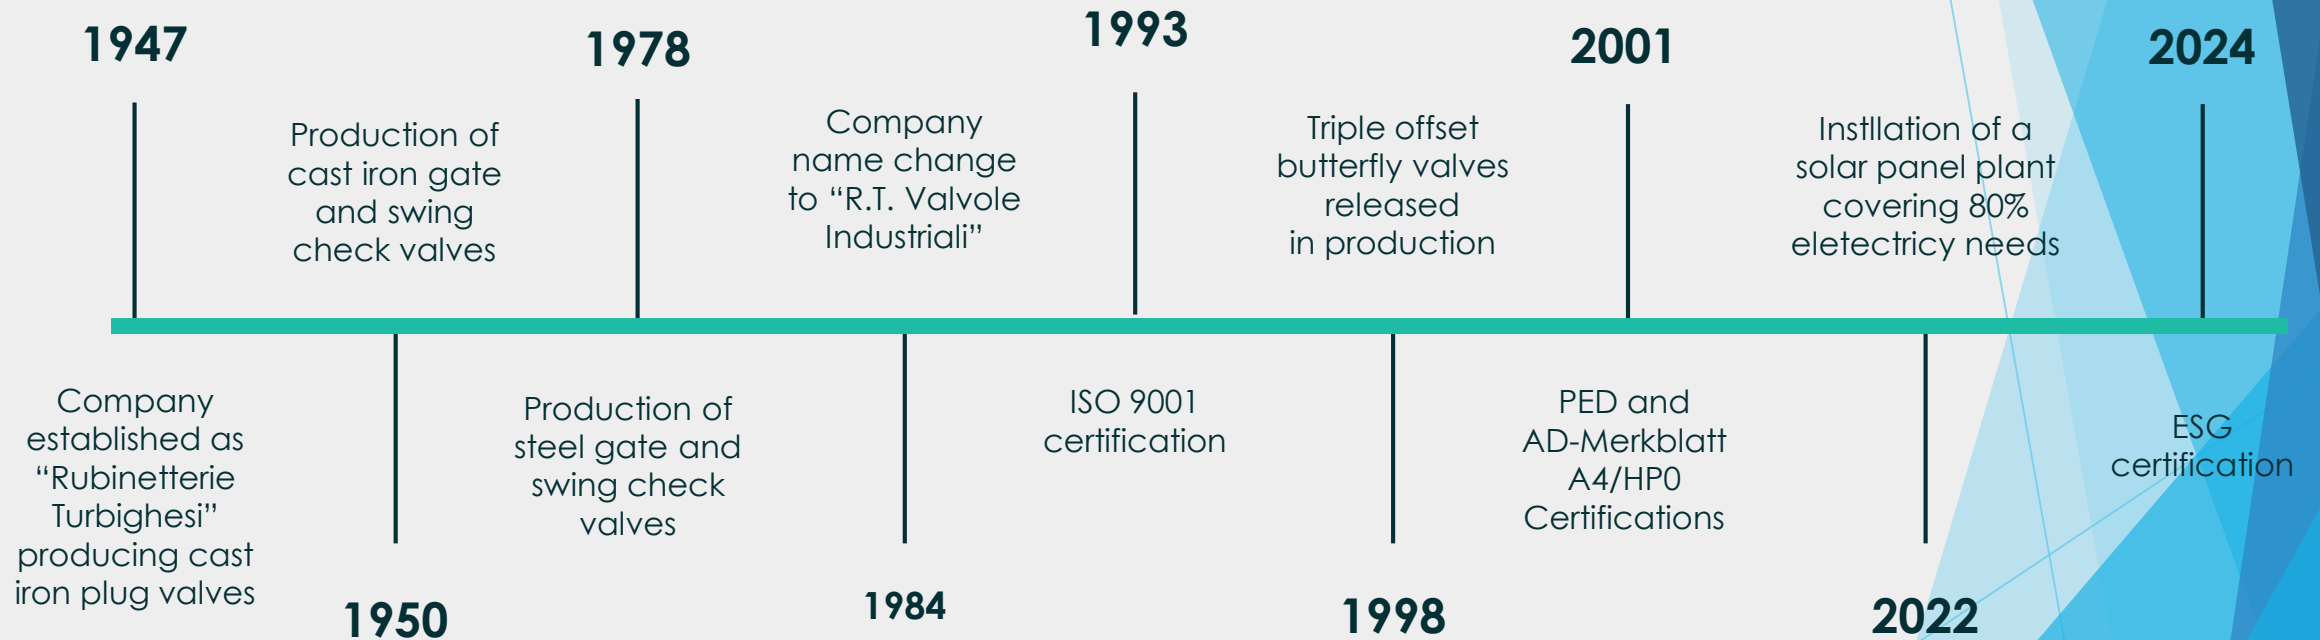 1947
Company
established as
“Rubinetterie
Turbighesi”
producing cast
iron plug valves
Production of
cast iron gate
and swing
check valves
1950
1978
Production of
steel gate and
swing check
valves
Company
name change
to “R.T. Valvole
Industriali”
1984
1993
ISO 9001
certification
Triple offset
butterfly valves
released
in production
1998
2001
PED and
AD-Merkblatt
A4/HP0
Certifications
Instllation of a
solar panel plant
covering 80%
eletectricy needs
2022
2024
ESG
certification